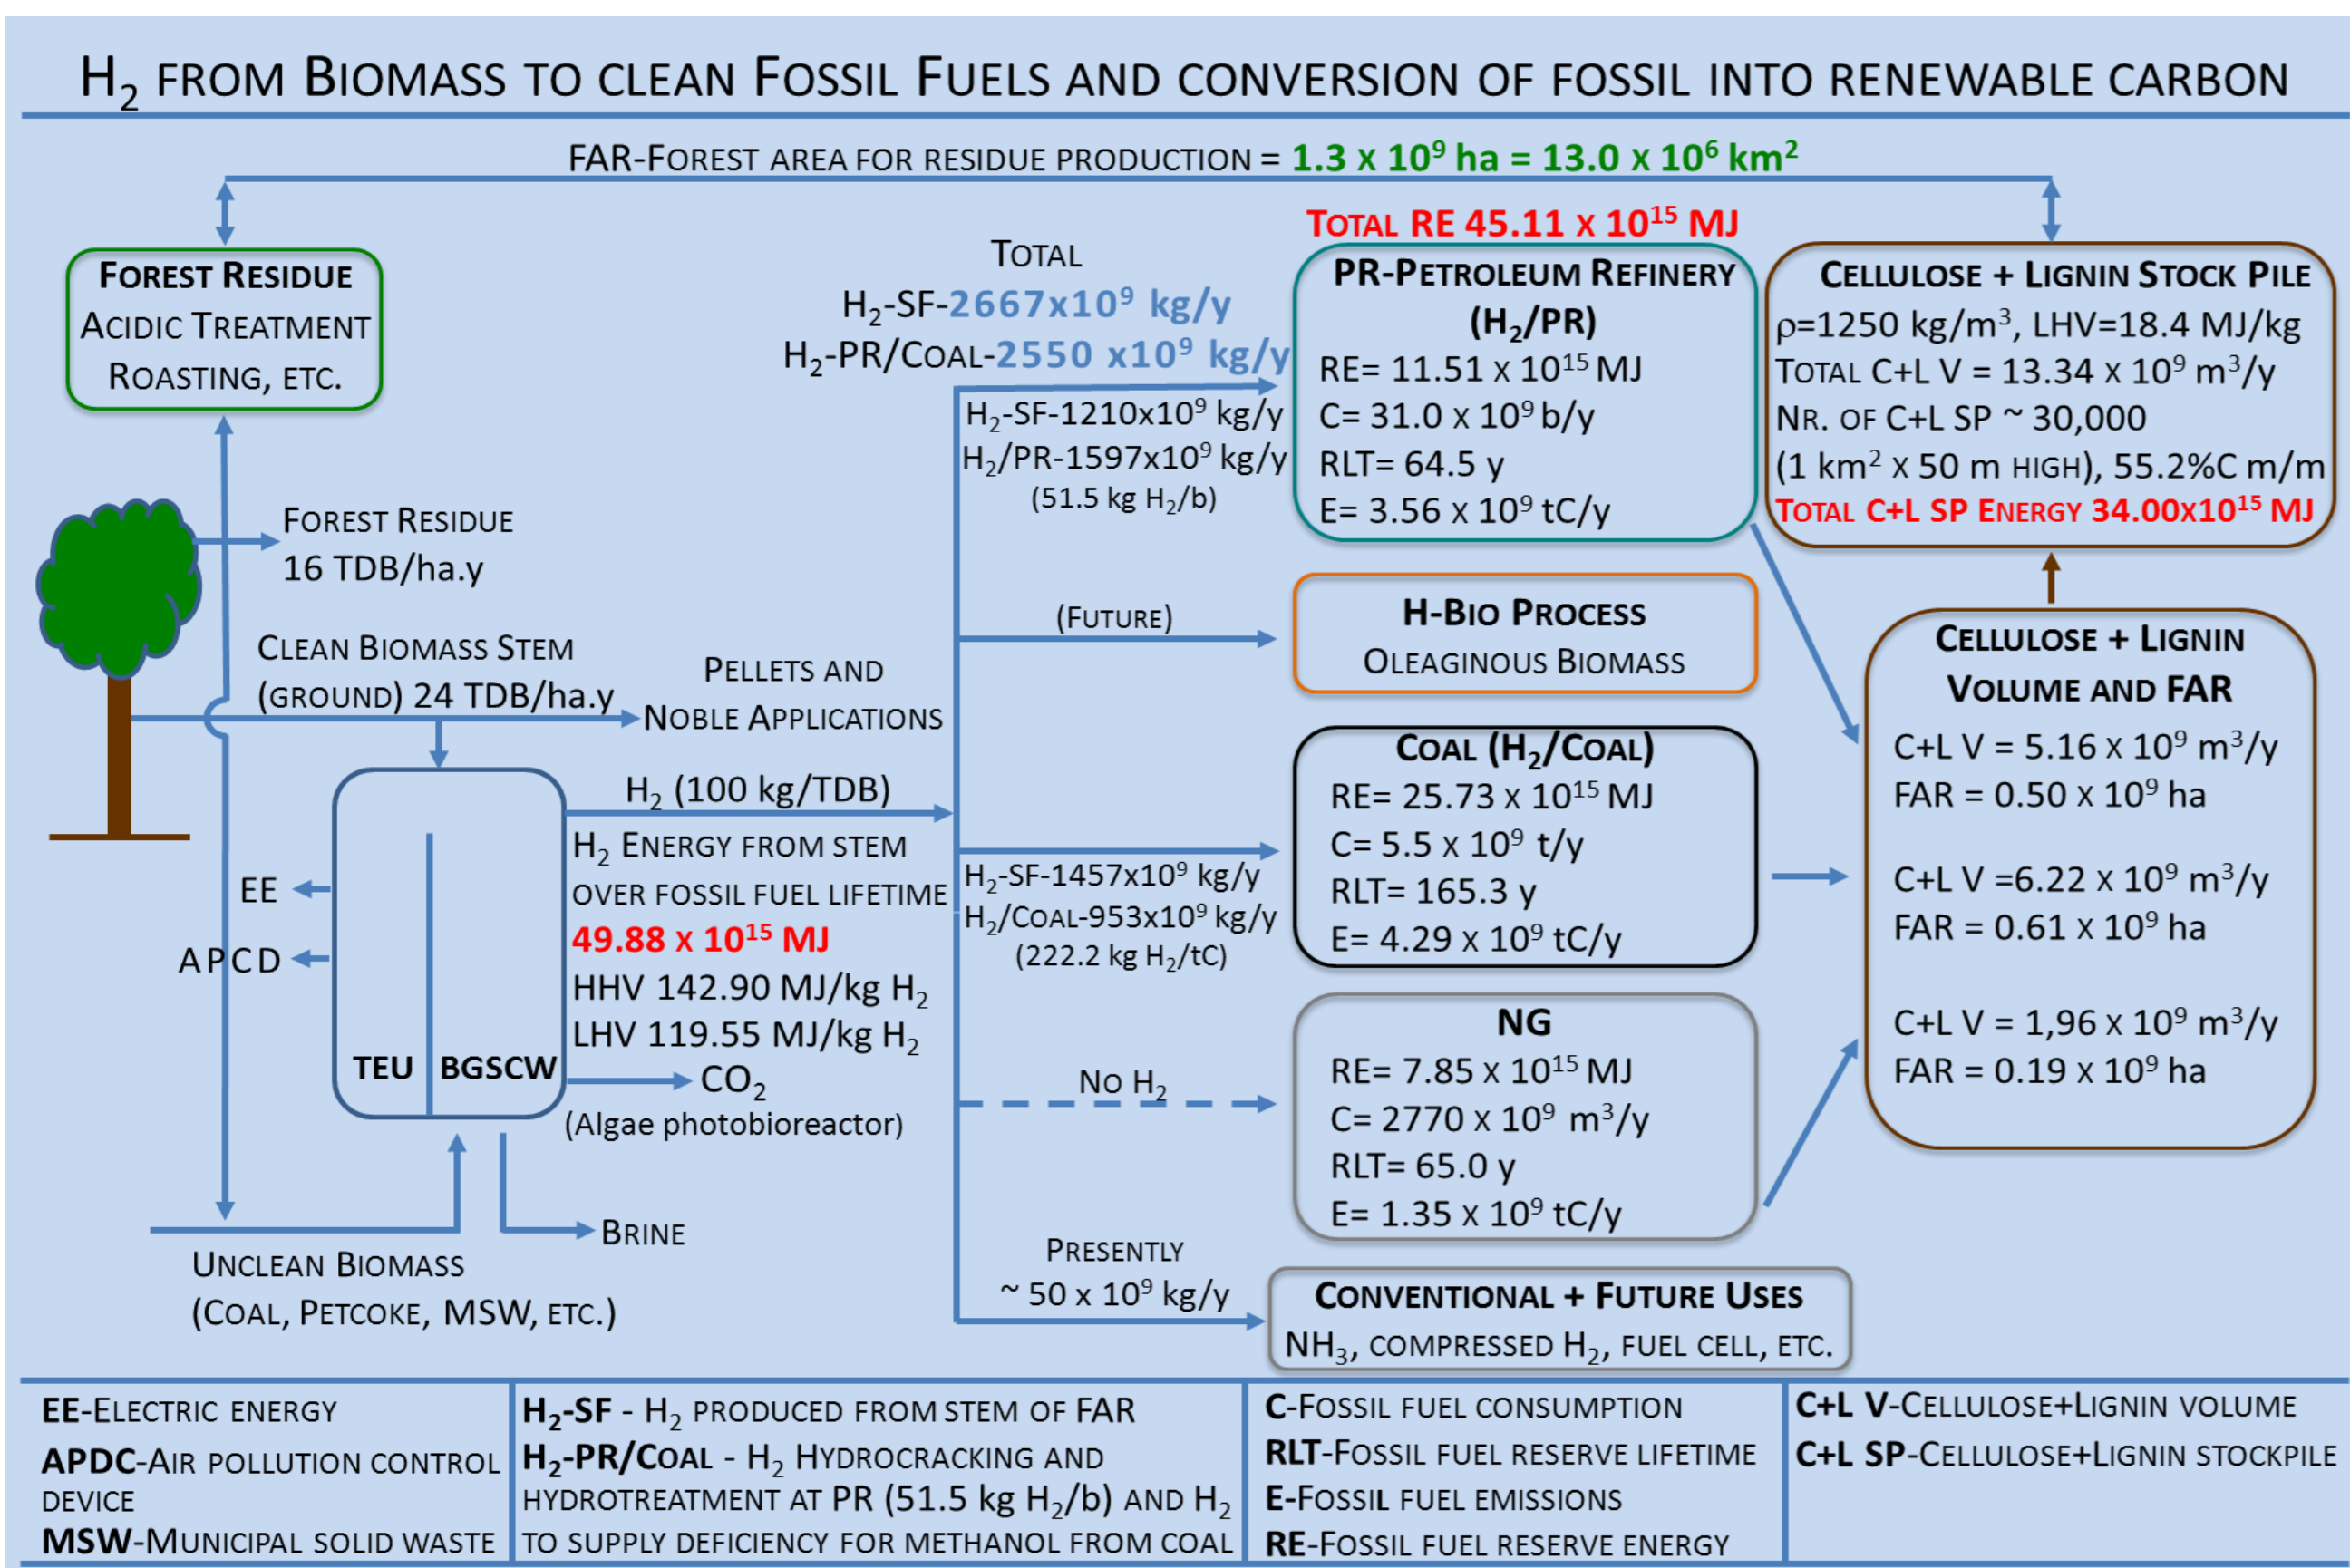 H2 FROM BIOMASS TO CLEAN FOSSIL FUELS AND CONVERSION OF FOSSIL INTO RENEWABLE CARBON
FAR-FOREST AREA FOR RESIDUE PRODUCTION = 1.3 X 10⁹ ha = 13.0 X 10⁶ km²
FOREST RESIDUE
ACIDIC TREATMENT
ROASTING, ETC.
FOREST RESIDUE
16 TDB/ha.y
CLEAN BIOMASS STEM
(GROUND) 24 TDB/ha.y
PELLETS AND
NOBLE APPLICATIONS
TEU BGSCW
EE
APCD
H₂ (100 kg/TDB)
H₂ ENERGY FROM STEM
OVER FOSSIL FUEL LIFETIME
49.88 X 10¹⁵ MJ
HHV 142.90 MJ/kg H₂
LHV 119.55 MJ/kg H₂
CO₂
(Algae photobioreactor)
BRINE
UNCLEAN BIOMASS
(COAL, PETCOKE, MSW, ETC.)
TOTAL
H₂-SF-2667x10⁹ kg/y
H₂-PR/COAL-2550 x10⁹ kg/y
H₂-SF-1210x10⁹ kg/y
H₂/PR-1597x10⁹ kg/y
(51.5 kg H₂/b)
(FUTURE)
H₂-SF-1457x10⁹ kg/y
H₂/COAL-953x10⁹ kg/y
(222.2 kg H₂/tC)
NO H₂
PRESENTLY
~ 50 x 10⁹ kg/y
TOTAL RE 45.11 X 10¹⁵ MJ
PR-PETROLEUM REFINERY
(H₂/PR)
RE= 11.51 X 10¹⁵ MJ
C= 31.0 X 10⁹ b/y
RLT= 64.5 y
E= 3.56 X 10⁹ tC/y
H-BIO PROCESS
OLEAGINOUS BIOMASS
COAL (H₂/COAL)
RE= 25.73 X 10¹⁵ MJ
C= 5.5 X 10⁹ t/y
RLT= 165.3 y
E= 4.29 X 10⁹ tC/y
NG
RE= 7.85 X 10¹⁵ MJ
C= 2770 X 10⁹ m³/y
RLT= 65.0 y
E= 1.35 X 10⁹ tC/y
CONVENTIONAL + FUTURE USES
NH₃, COMPRESSED H₂, FUEL CELL, ETC.
CELLULOSE + LIGNIN STOCK PILE
ρ=1250 kg/m³, LHV=18.4 MJ/kg
TOTAL C+L V = 13.34 X 10⁹ m³/y
NR. OF C+L SP ~ 30,000
(1 km² X 50 m HIGH), 55.2%C m/m
TOTAL C+L SP ENERGY 34.00x10¹⁵ MJ
CELLULOSE + LIGNIN
VOLUME AND FAR
C+L V = 5.16 X 10⁹ m³/y
FAR = 0.50 X 10⁹ ha
C+L V =6.22 X 10⁹ m³/y
FAR = 0.61 X 10⁹ ha
C+L V = 1,96 X 10⁹ m³/y
FAR = 0.19 X 10⁹ ha
EE-ELECTRIC ENERGY
APDC-AIR POLLUTION CONTROL
DEVICE
MSW-MUNICIPAL SOLID WASTE
H₂-SF - H₂ PRODUCED FROM STEM OF FAR
H₂-PR/COAL - H₂ HYDROCRACKING AND
HYDROTREATMENT AT PR (51.5 kg H₂/b) AND H₂
TO SUPPLY DEFICIENCY FOR METHANOL FROM COAL
C-FOSSIL FUEL CONSUMPTION
RLT-FOSSIL FUEL RESERVE LIFETIME
E-FOSSIL FUEL EMISSIONS
RE-FOSSIL FUEL RESERVE ENERGY
C+L V-CELLULOSE+LIGNIN VOLUME
C+L SP-CELLULOSE+LIGNIN STOCKPILE